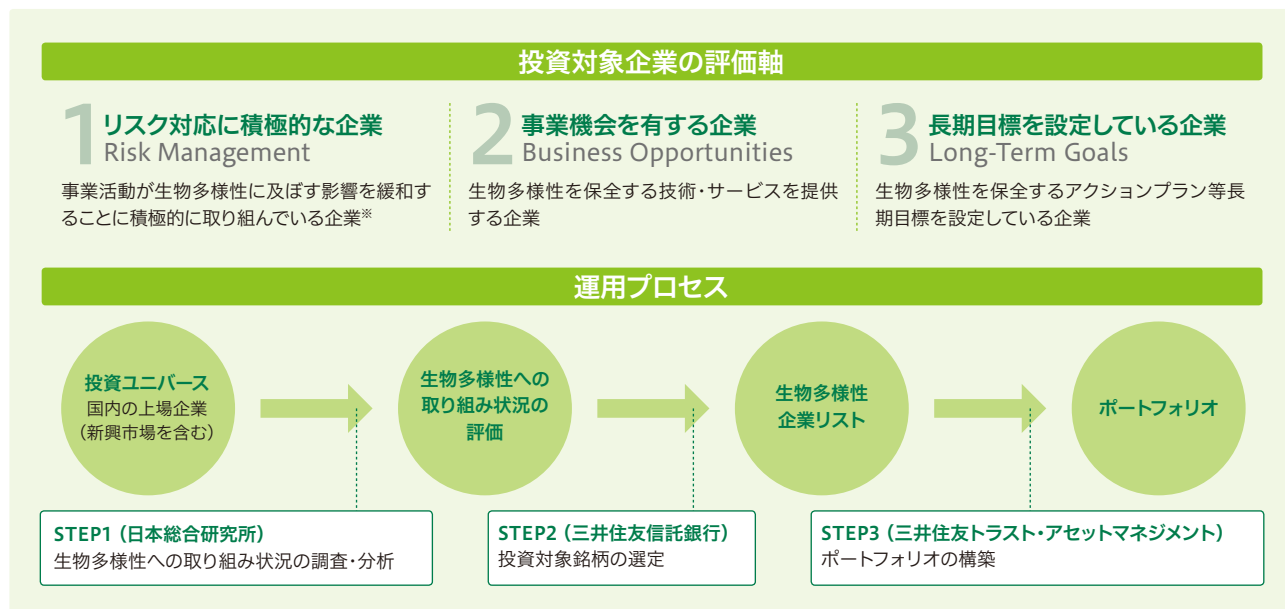 投資対象企業の評価軸
1
リスク対応に積極的な企業
Risk Management
事業活動が生物多様性に及ぼす影響を緩和す
ることに積極的に取り組んでいる企業※
2
事業機会を有する企業
Business Opportunities
生物多様性を保全する技術・サービスを提供
する企業
3
長期目標を設定している企業
Long-Term Goals
生物多様性を保全するアクションプラン等長
期目標を設定している企業
運用プロセス
投資ユニバース
国内の上場企業
（新興市場を含む）
生物多様性への
取り組み状況の
評価
生物多様性
企業リスト
ポートフォリオ
STEP1（日本総合研究所）
生物多様性への取り組み状況の調査・分析
STEP2（三井住友信託銀行）
投資対象銘柄の選定
STEP3（三井住友トラスト・アセットマネジメント）
ポートフォリオの構築